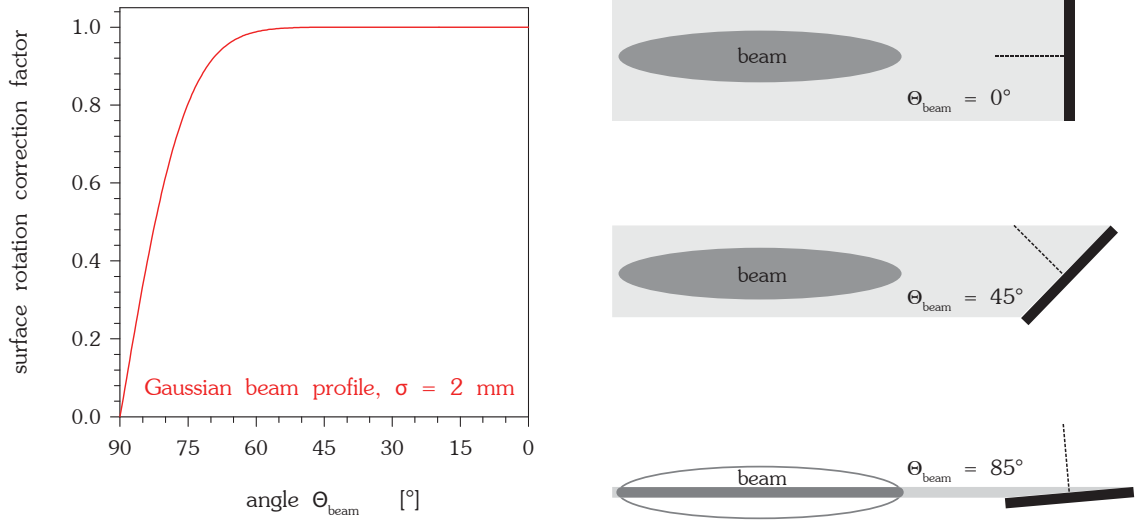 surface rotation correction factor
1.0
0.8
0.6
0.4
0.2
0.0
Gaussian beam profile, σ = 2 mm
90 75 60 45 30 15 0
angle Θbeam [°]
beam
Θbeam = 0°
beam
Θbeam = 45°
beam
Θbeam = 85°